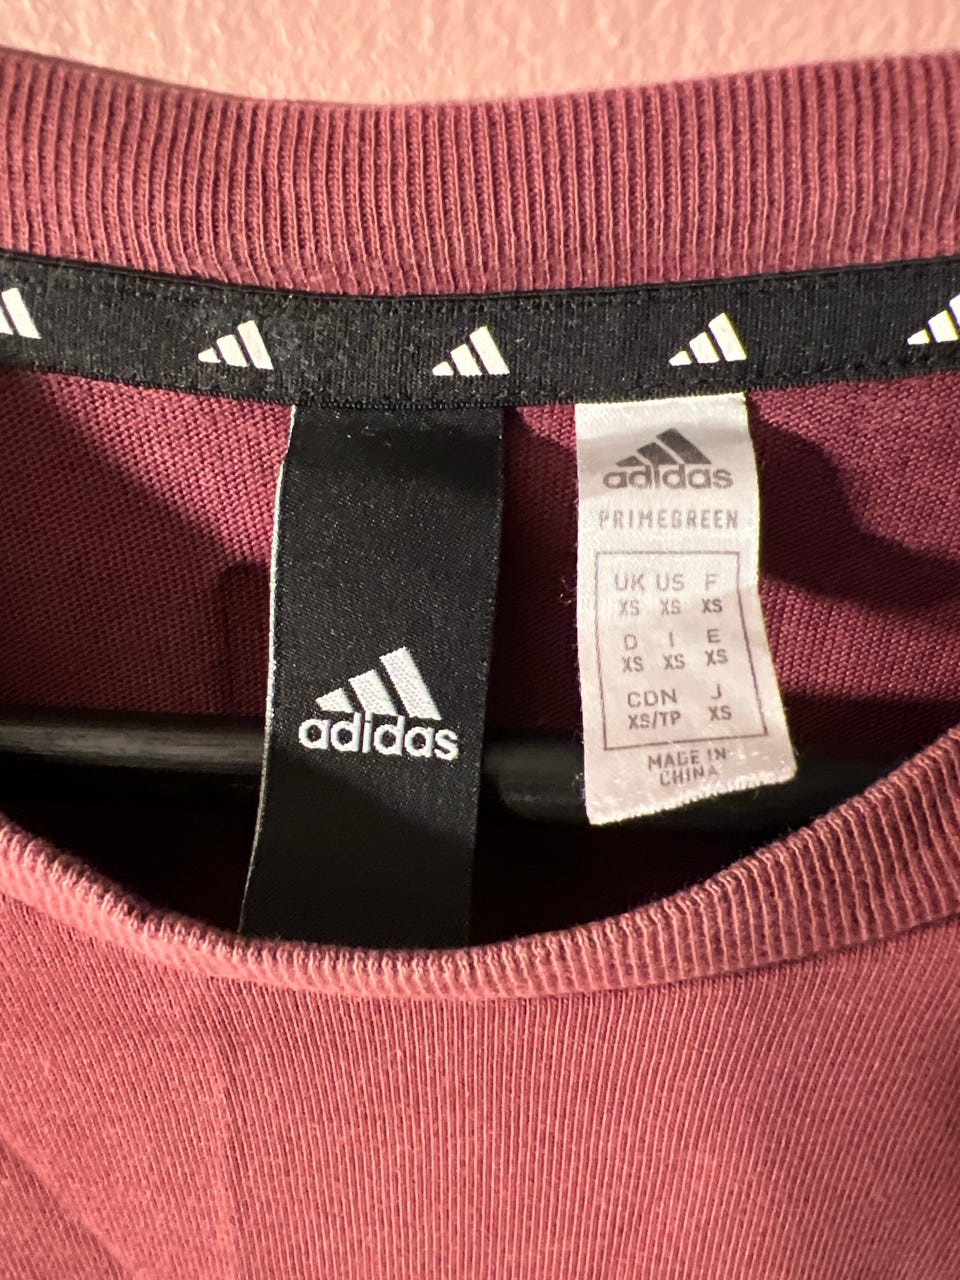 adidas
adidas
PRIMEGREEN
UK US F
XS XS XS
D I E
XS XS XS
CDN J
XS/TP XS
MADE IN
CHINA